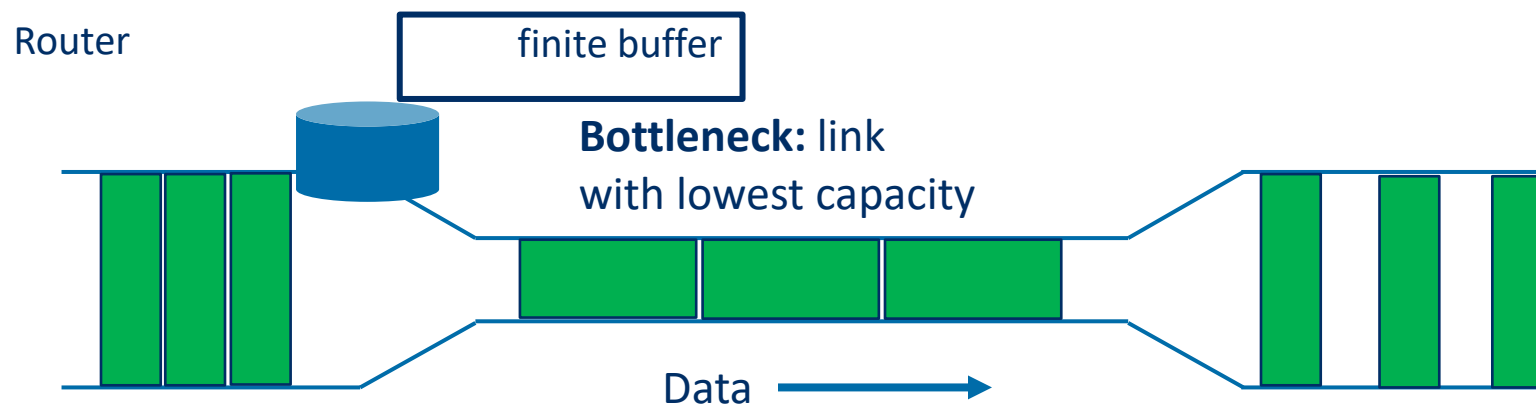 Router
finite buffer
Bottleneck: link
with lowest capacity
Data